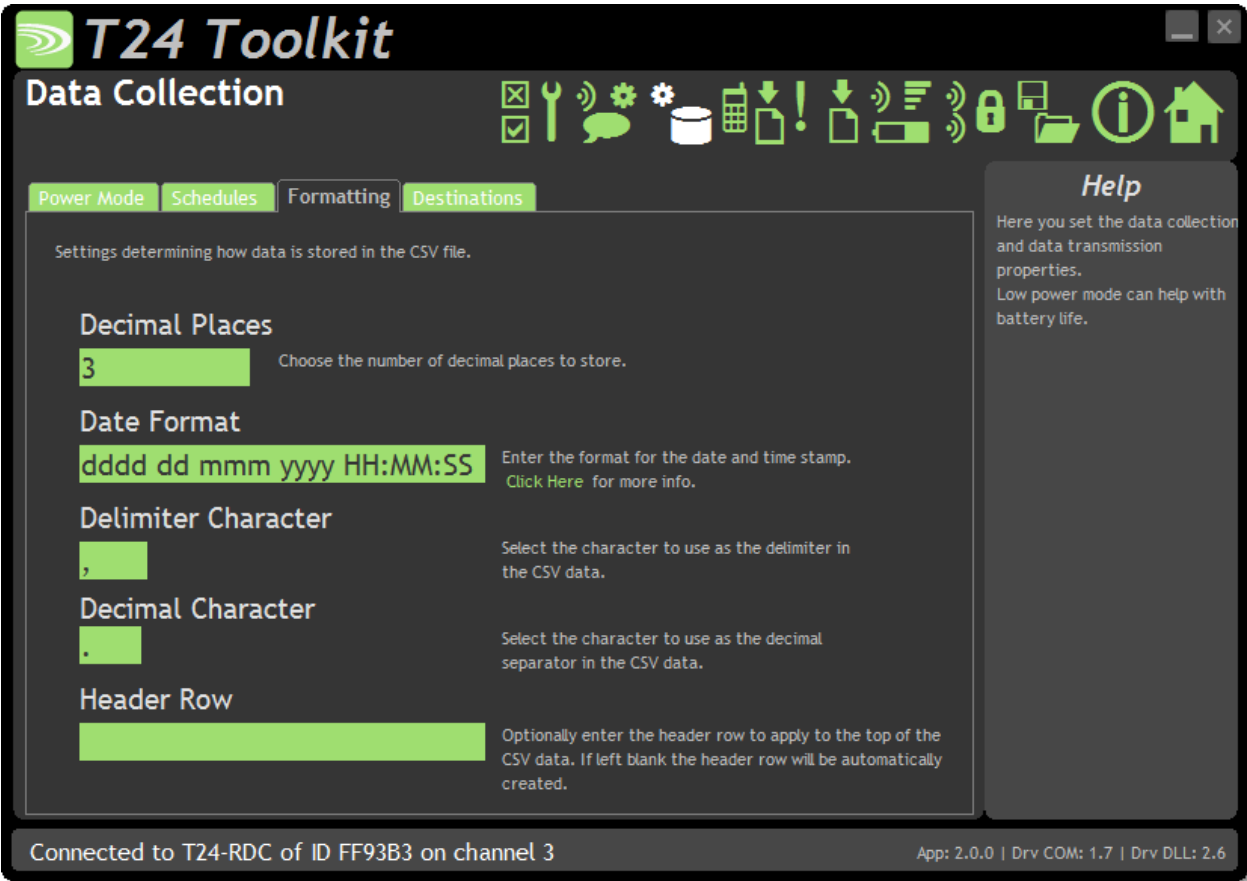 T24 Toolkit
Data Collection
Power Mode
Schedules
Formatting
Destinations
Settings determining how data is stored in the CSV file.
Decimal Places
3
Choose the number of decimal places to store.
Date Format
dddd dd mmm yyyy HH:MM:SS
Enter the format for the date and time stamp.
Click Here for more info.
Delimiter Character
,
Select the character to use as the delimiter in
the CSV data.
Decimal Character
.
Select the character to use as the decimal
separator in the CSV data.
Header Row
Optionally enter the header row to apply to the top of the
CSV data. If left blank the header row will be automatically
created.
Help
Here you set the data collection
and data transmission
properties.
Low power mode can help with
battery life.
Connected to T24-RDC of ID FF93B3 on channel 3
App: 2.0.0 | Drv COM: 1.7 | Drv DLL: 2.6